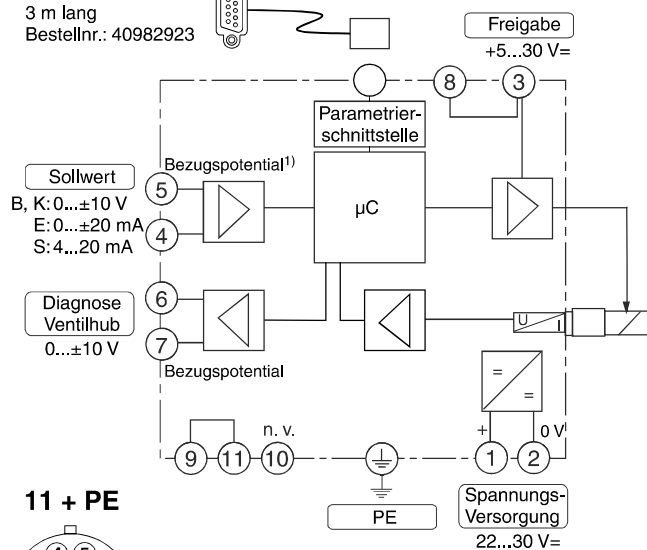 3 m lang
Bestellnr.: 40982923
Freigabe
+5...30 V=
8
3
Parametrier-
schnittstelle
Sollwert
Bezugspotential1)
B, K: 0...±10 V
E: 0...±20 mA
S: 4...20 mA
5
4
µC
Diagnose
Ventilhub
0...±10 V
6
7
Bezugspotential
U
I
=
=
+
0 V
n. v.
9
11
10
1
2
PE
Spannungs-
Versorgung
22...30 V=
11 + PE
4
5